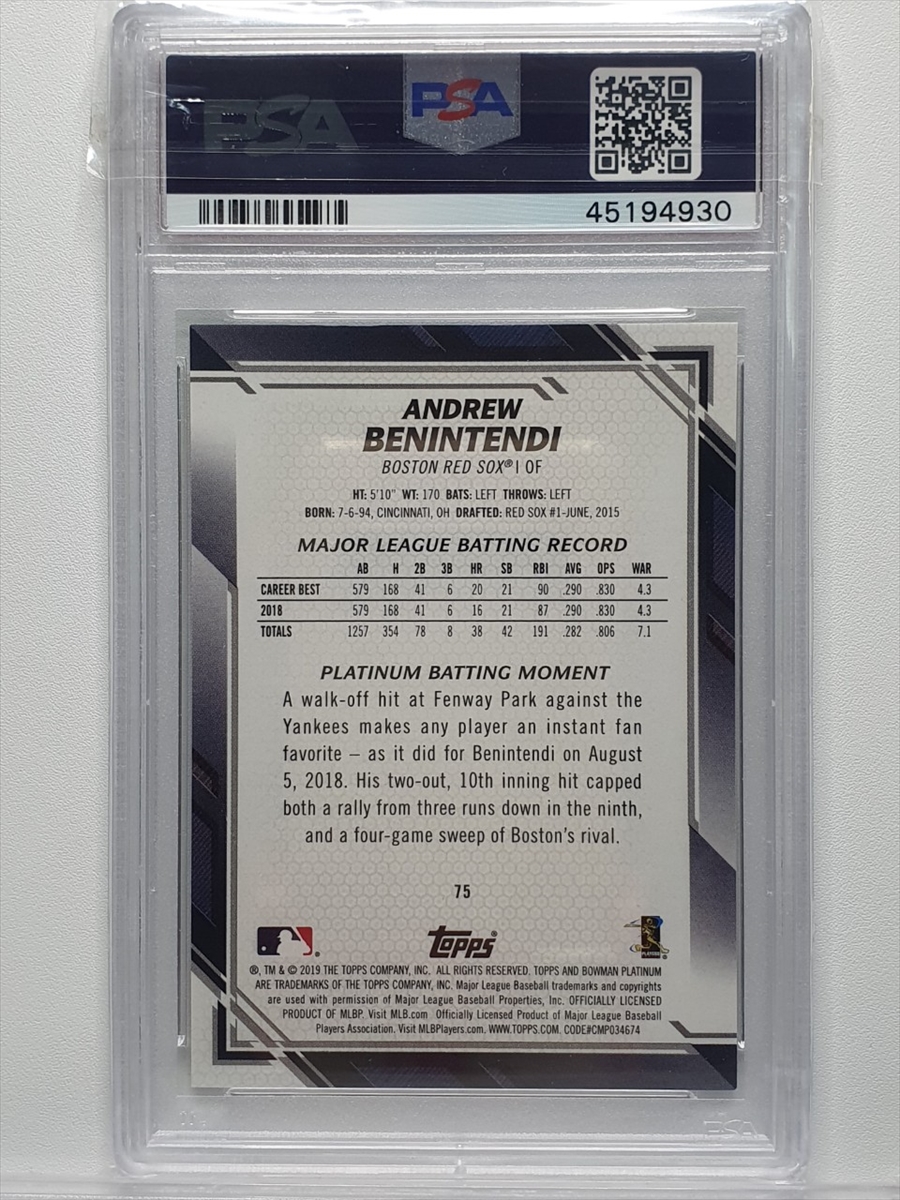 PSA
PSA
45194930
ANDREW
BENINTENDI
BOSTON RED SOX® | OF
HT: 5'10" WT: 170 BATS: LEFT THROWS: LEFT
BORN: 7-6-94, CINCINNATI, OH DRAFTED: RED SOX #1-JUNE, 2015
MAJOR LEAGUE BATTING RECORD
AB H 2B 3B HR SB RBI AVG OPS WAR
CAREER BEST 579 168 41 6 20 21 90 .290 .830 4.3
2018 579 168 41 6 16 21 87 .290 .830 4.3
TOTALS 1257 354 78 8 38 42 191 .282 .806 7.1
PLATINUM BATTING MOMENT
A walk-off hit at Fenway Park against the
Yankees makes any player an instant fan
favorite – as it did for Benintendi on August
5, 2018. His two-out, 10th inning hit capped
both a rally from three runs down in the ninth,
and a four-game sweep of Boston's rival.
75
Topps®
PLAYERS
®, TM & © 2019 THE TOPPS COMPANY, INC. ALL RIGHTS RESERVED. TOPPS AND BOWMAN PLATINUM
ARE TRADEMARKS OF THE TOPPS COMPANY, INC. Major League Baseball trademarks and copyrights
are used with permission of Major League Baseball Properties, Inc. OFFICIALLY LICENSED
PRODUCT OF MLBP. Visit MLB.com Officially Licensed Product of Major League Baseball
Players Association. Visit MLBPlayers.com. WWW.TOPPS.COM. CODE#CMP034674
PSA